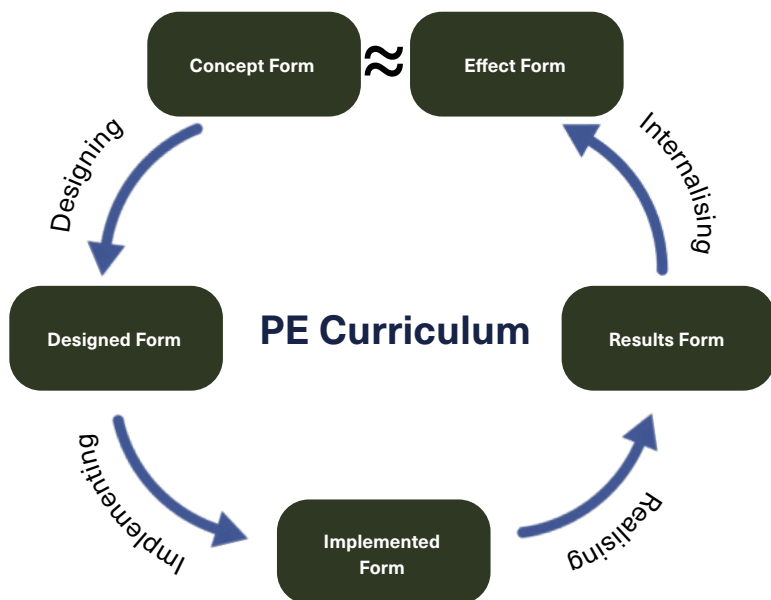 Concept Form
≈
Effect Form
Designing
Internalising
Designed Form
PE Curriculum
Results Form
Implementing
Implemented
Form
Realising